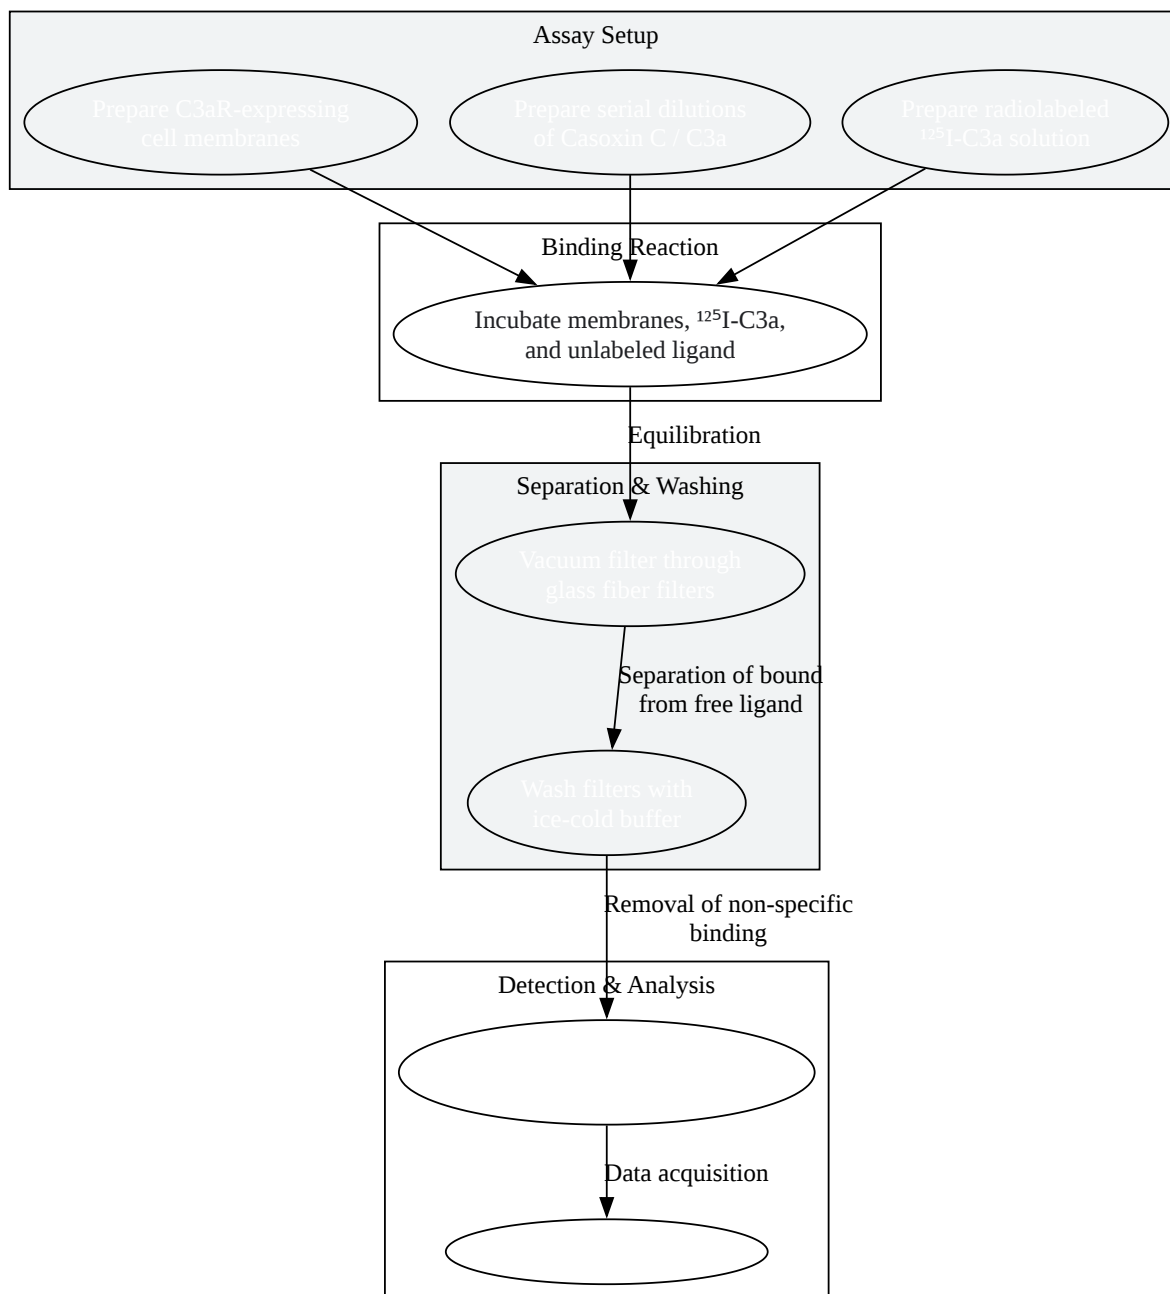 Assay Setup
Prepare C3aR-expressing
cell membranes
Prepare serial dilutions
of Casoxin C / C3a
Prepare radiolabeled
¹²⁵I-C3a solution
Binding Reaction
Incubate membranes, ¹²⁵I-C3a,
and unlabeled ligand
Equilibration
Separation & Washing
Vacuum filter through
glass fiber filters
Separation of bound
from free ligand
Wash filters with
ice-cold buffer
Removal of non-specific
binding
Detection & Analysis
Data acquisition